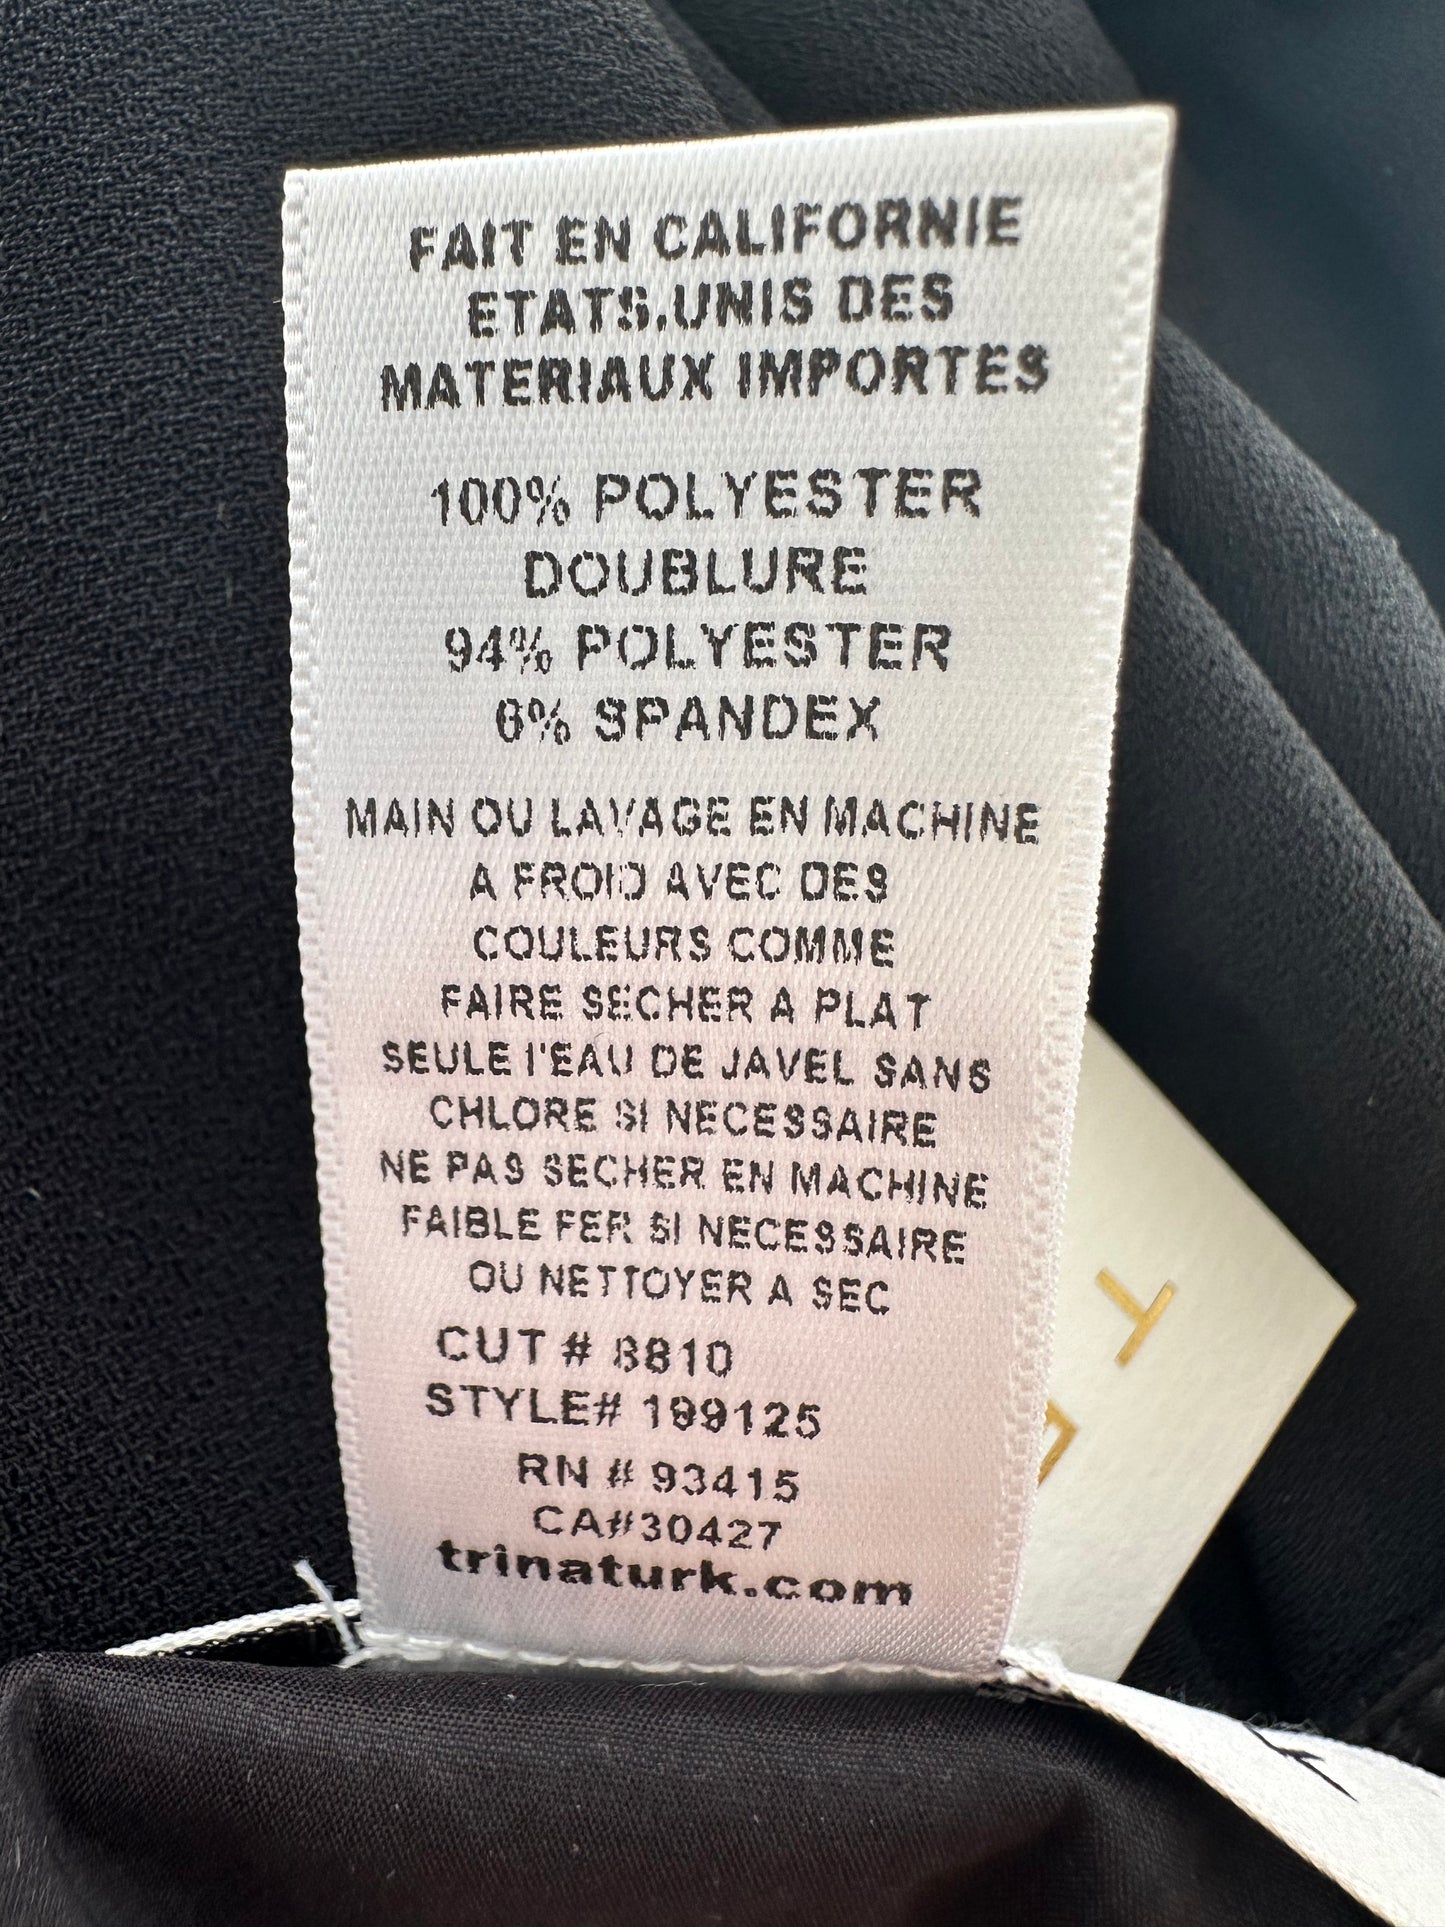 FAIT EN CALIFORNIE
ETATS.UNIS DES
MATERIAUX IMPORTES
100% POLYESTER
DOUBLURE
94% POLYESTER
6% SPANDEX
MAIN OU LAVAGE EN MACHINE
A FROID AVEC DES
COULEURS COMME
FAIRE SECHER A PLAT
SEULE l'EAU DE JAVEL SANS
CHLORE SI NECESSAIRE
NE PAS SECHER EN MACHINE
FAIBLE FER SI NECESSAIRE
OU NETTOYER A SEC
CUT #
STYLE# 199125
RN # 93415
CA#30427
trinaturk.com